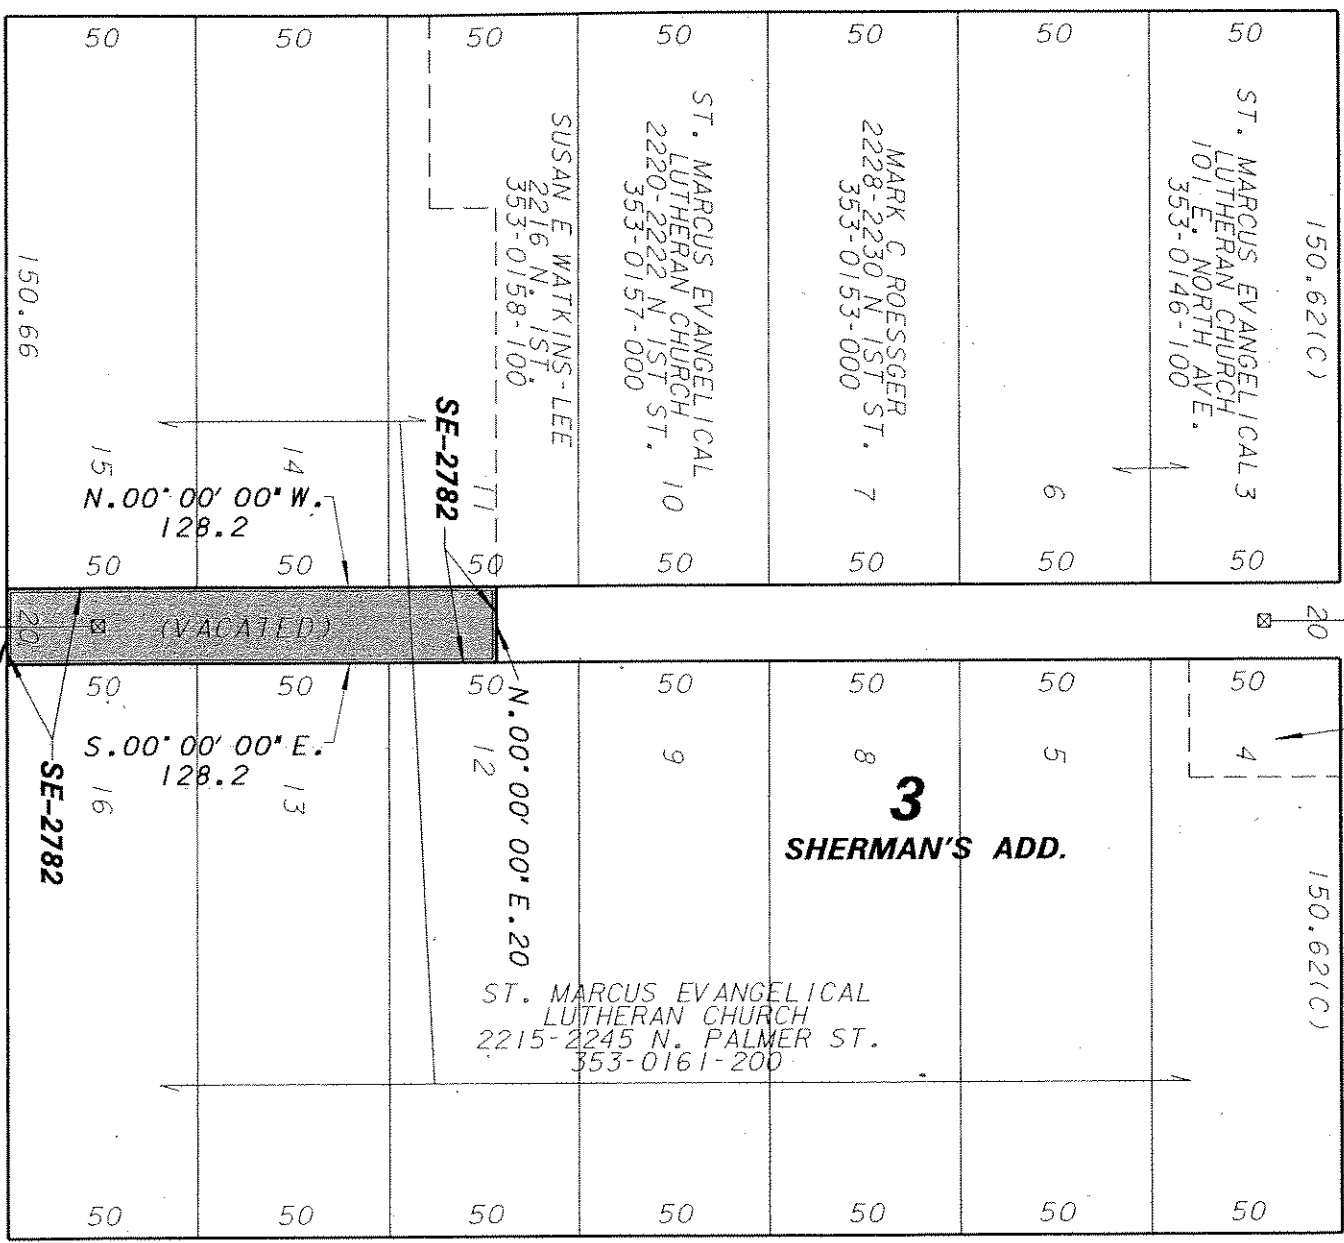 50 50 50 50 50 50 50
150.66
SUSAN E WATKINS-LEE
2216 N. 1ST.
353-0158-100
ST. MARCUS EVANGELICAL
LUTHERAN CHURCH
2220-2222 N 1ST ST.
353-0157-000
MARK C ROESSGER
2228-2230 N 1ST ST.
353-0153-000
ST. MARCUS EVANGELICAL
LUTHERAN CHURCH
101 E. NORTH AVE.
353-0146-100
150.62(C)
15 14 11 10 7 6 3
SE-2782
N.00°00'00"W.
128.2
50 50 50 50 50 50 50
20
(VACATED)
20
50 50 50 50 50 50 50
S.00°00'00"E.
128.2
N.00°00'00"E.20
SE-2782
16 13 12 9 8 5 4
3
SHERMAN'S ADD.
150.62(C)
ST. MARCUS EVANGELICAL
LUTHERAN CHURCH
2215-2245 N. PALMER ST.
353-0161-200
50 50 50 50 50 50 50